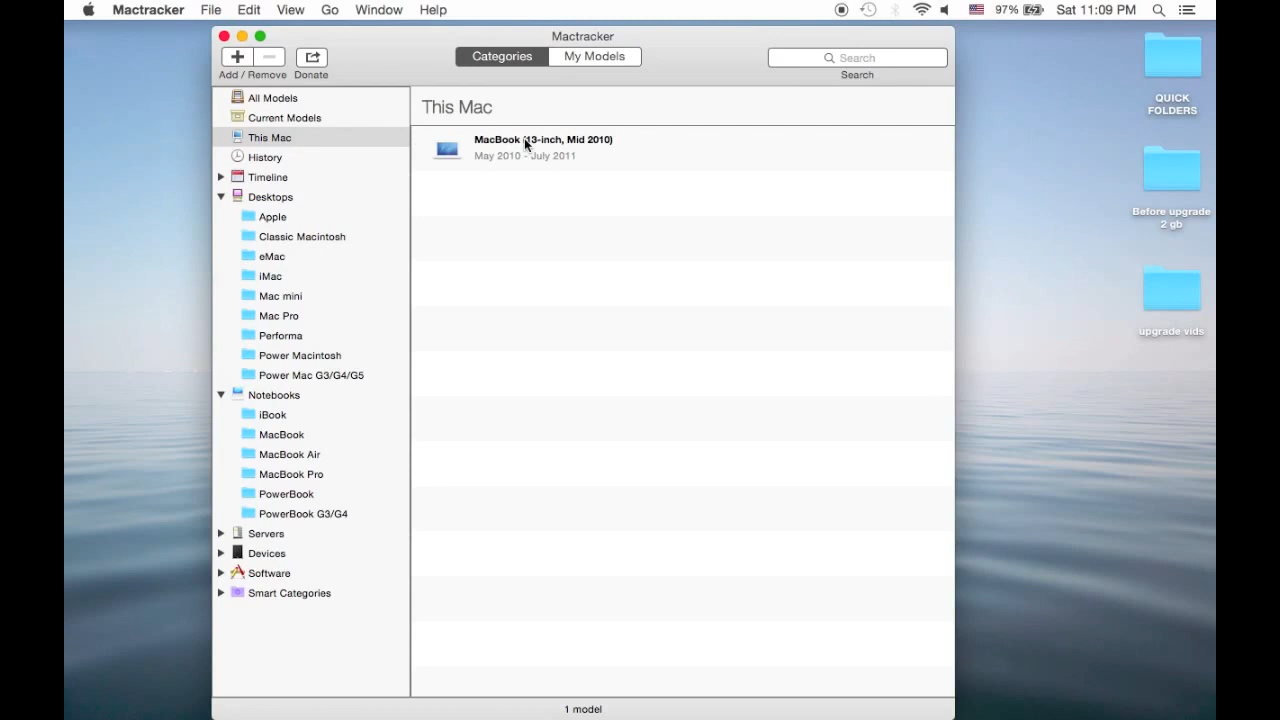 Mactracker File Edit View Go Window Help 97% Sat 11:09 PM
Mactracker
Categories My Models
Search
Add / Remove Donate
Search
All Models
Current Models
This Mac
History
Timeline
Desktops
Apple
Classic Macintosh
eMac
iMac
Mac mini
Mac Pro
Performa
Power Macintosh
Power Mac G3/G4/G5
Notebooks
iBook
MacBook
MacBook Air
MacBook Pro
PowerBook
PowerBook G3/G4
Servers
Devices
Software
Smart Categories
This Mac
MacBook (13-inch, Mid 2010)
May 2010 - July 2011
1 model
QUICK
FOLDERS
Before upgrade
2 gb
upgrade vids